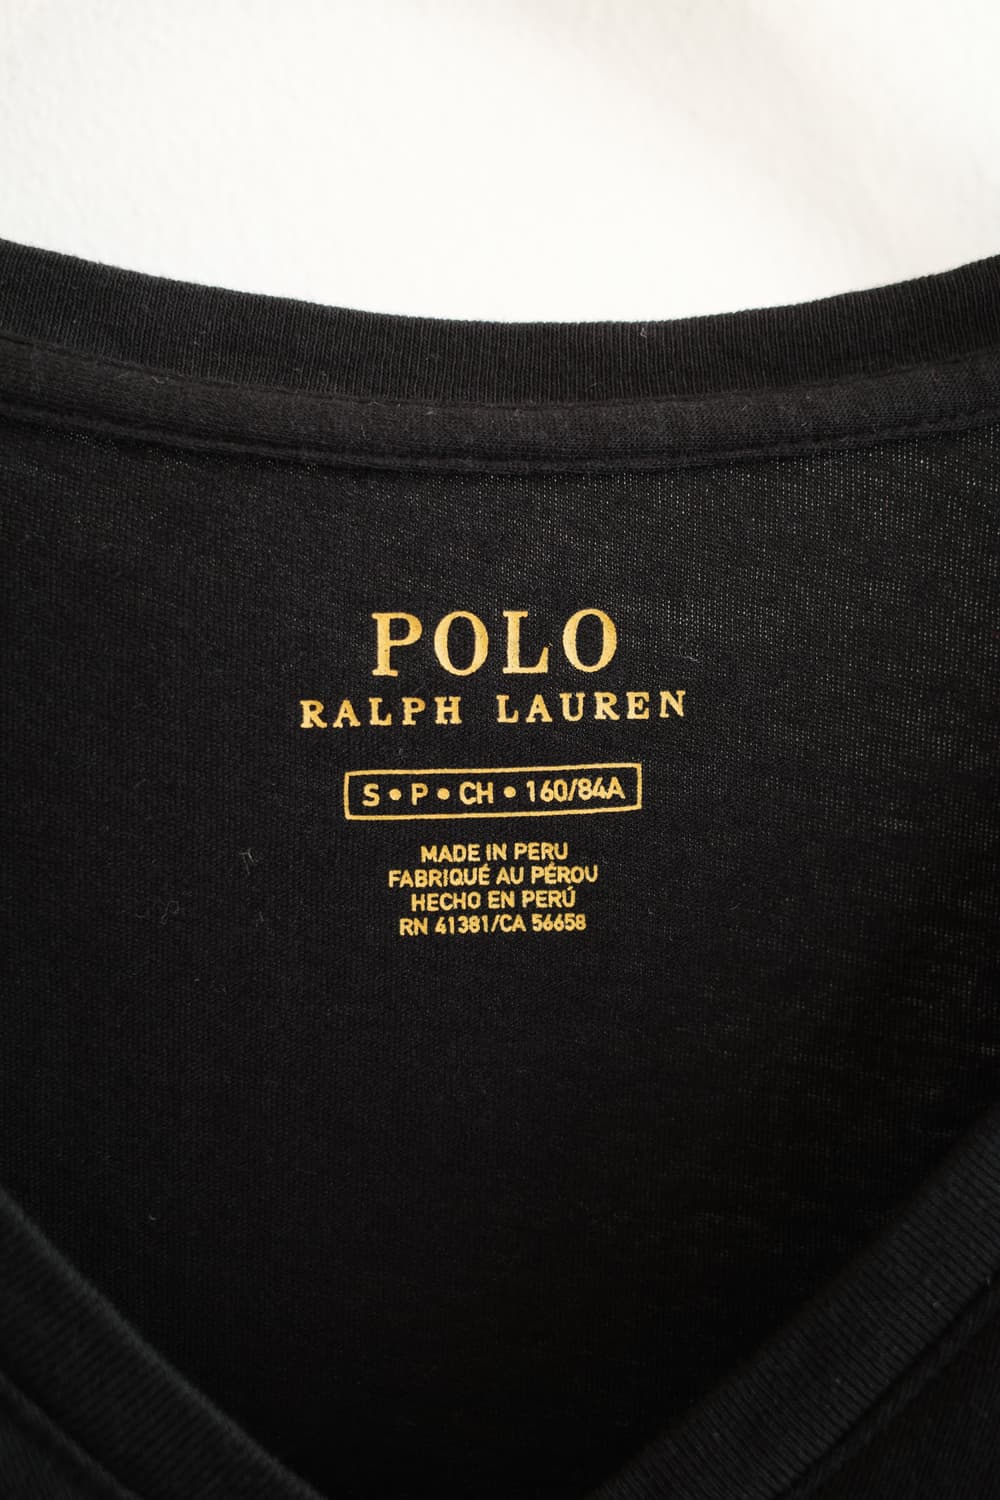 POLO
RALPH LAUREN
S • P • CH • 160/84A
MADE IN PERU
FABRIQUÉ AU PÉROU
HECHO EN PERÚ
RN 41381/CA 56658